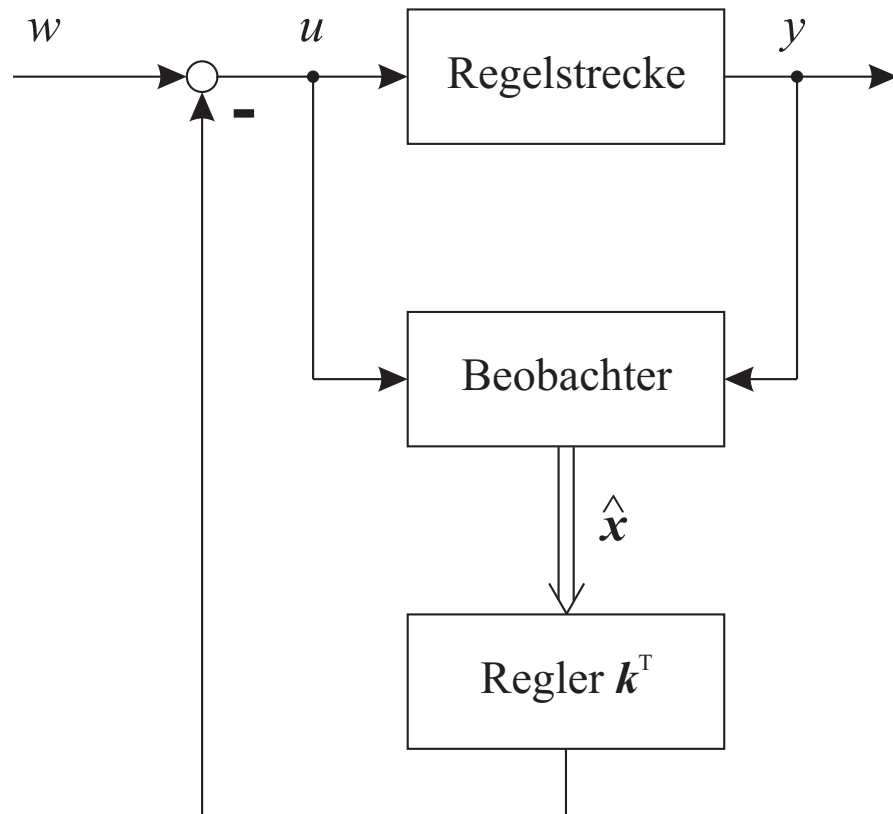 w
u
y
Regelstrecke
-
Beobachter
x̂
Regler kᵀ